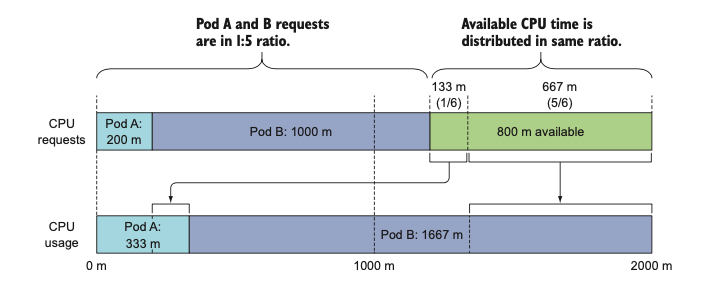 Pod A and B requests
are in 1:5 ratio.
Available CPU time is
distributed in same ratio.
133 m
(1/6)
667 m
(5/6)
CPU
requests
Pod A:
200 m
Pod B: 1000 m
800 m available
CPU
usage
Pod A:
333 m
Pod B: 1667 m
0 m
1000 m
2000 m